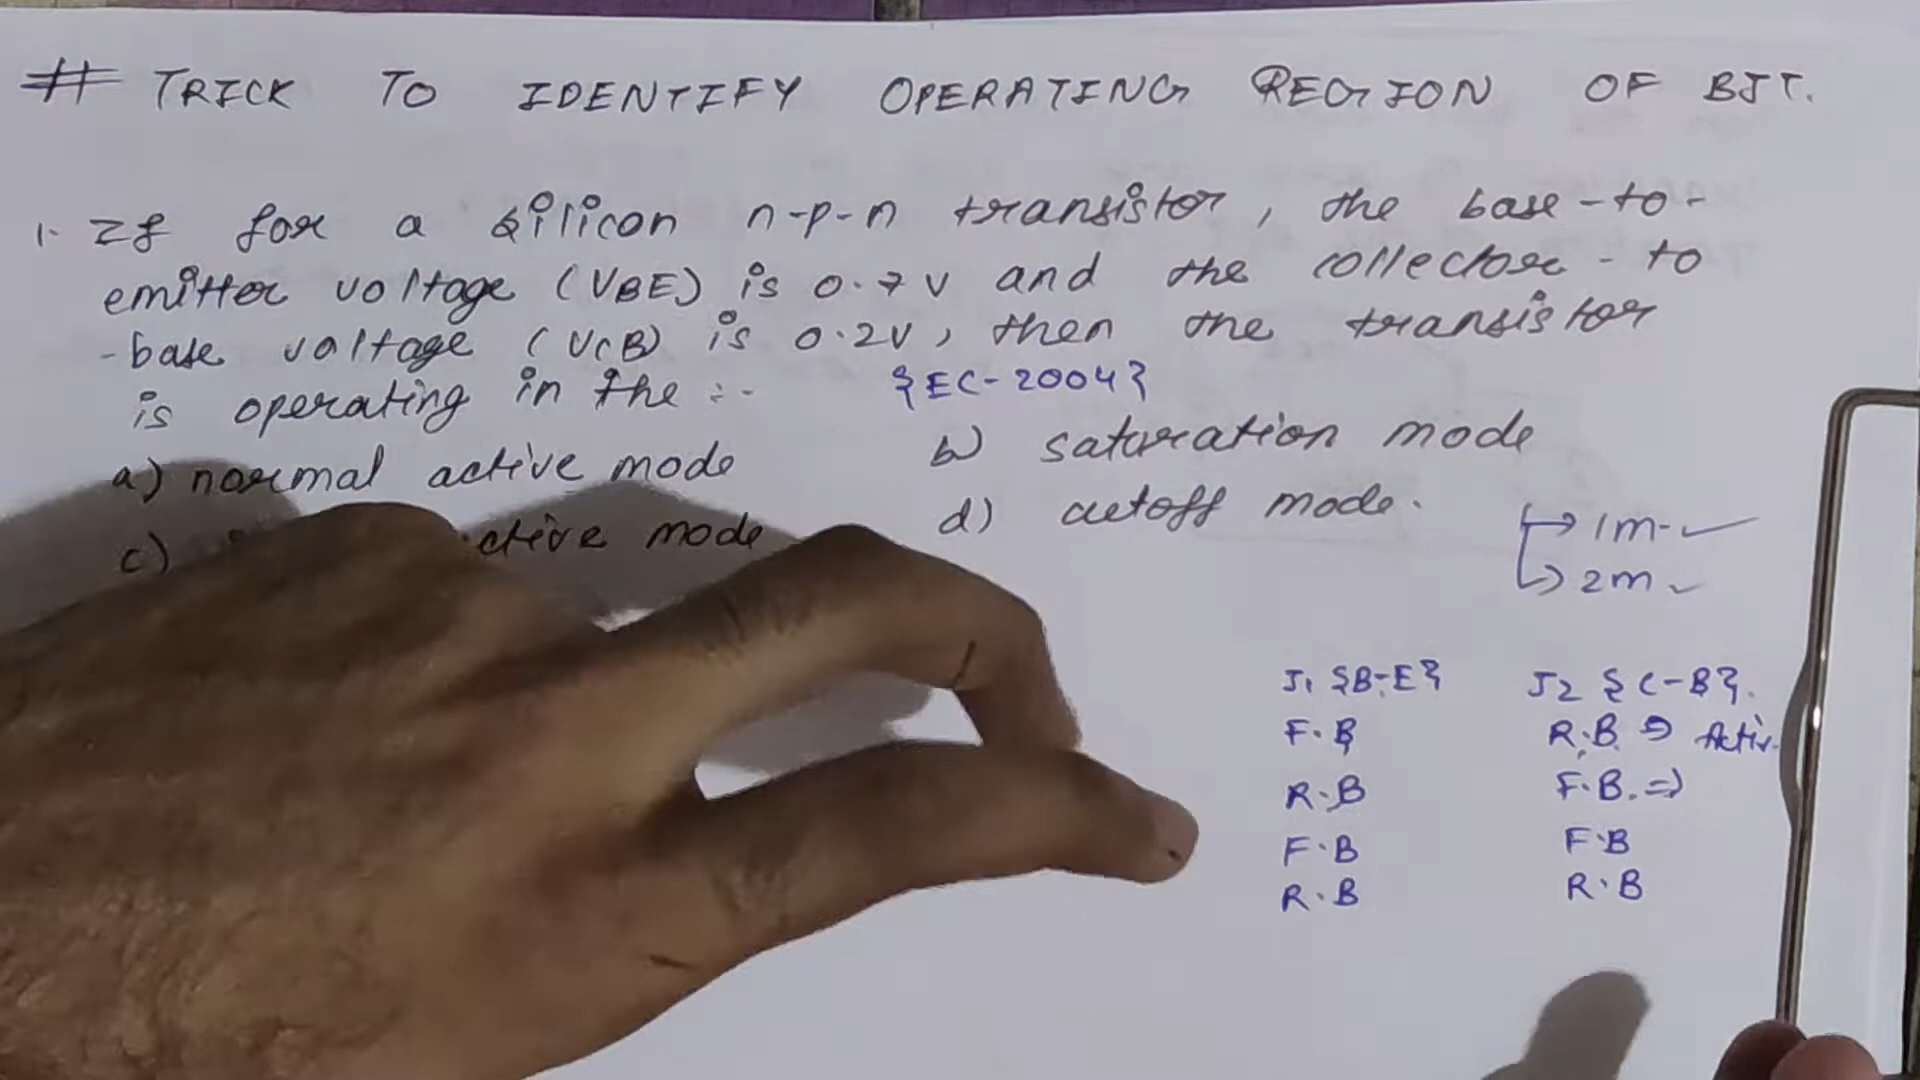 # TRICK TO IDENTIFY OPERATING REGION OF BJT.
1. If for a silicon n-p-n transistor, the base-to-
emitter voltage (VBE) is 0.7 V and the collector-to
-base voltage (VCB) is 0.2V, then the transistor
is operating in the :- {EC-2004}
a) normal active mode b) saturation mode
c) active mode d) cutoff mode.
→ 1m- ✓
→ 2m ✓
J1 {B-E} J2 {C-B}.
F.B R.B. ⇒ Activ.
R.B F.B. ⇒
F.B F.B
R.B R.B